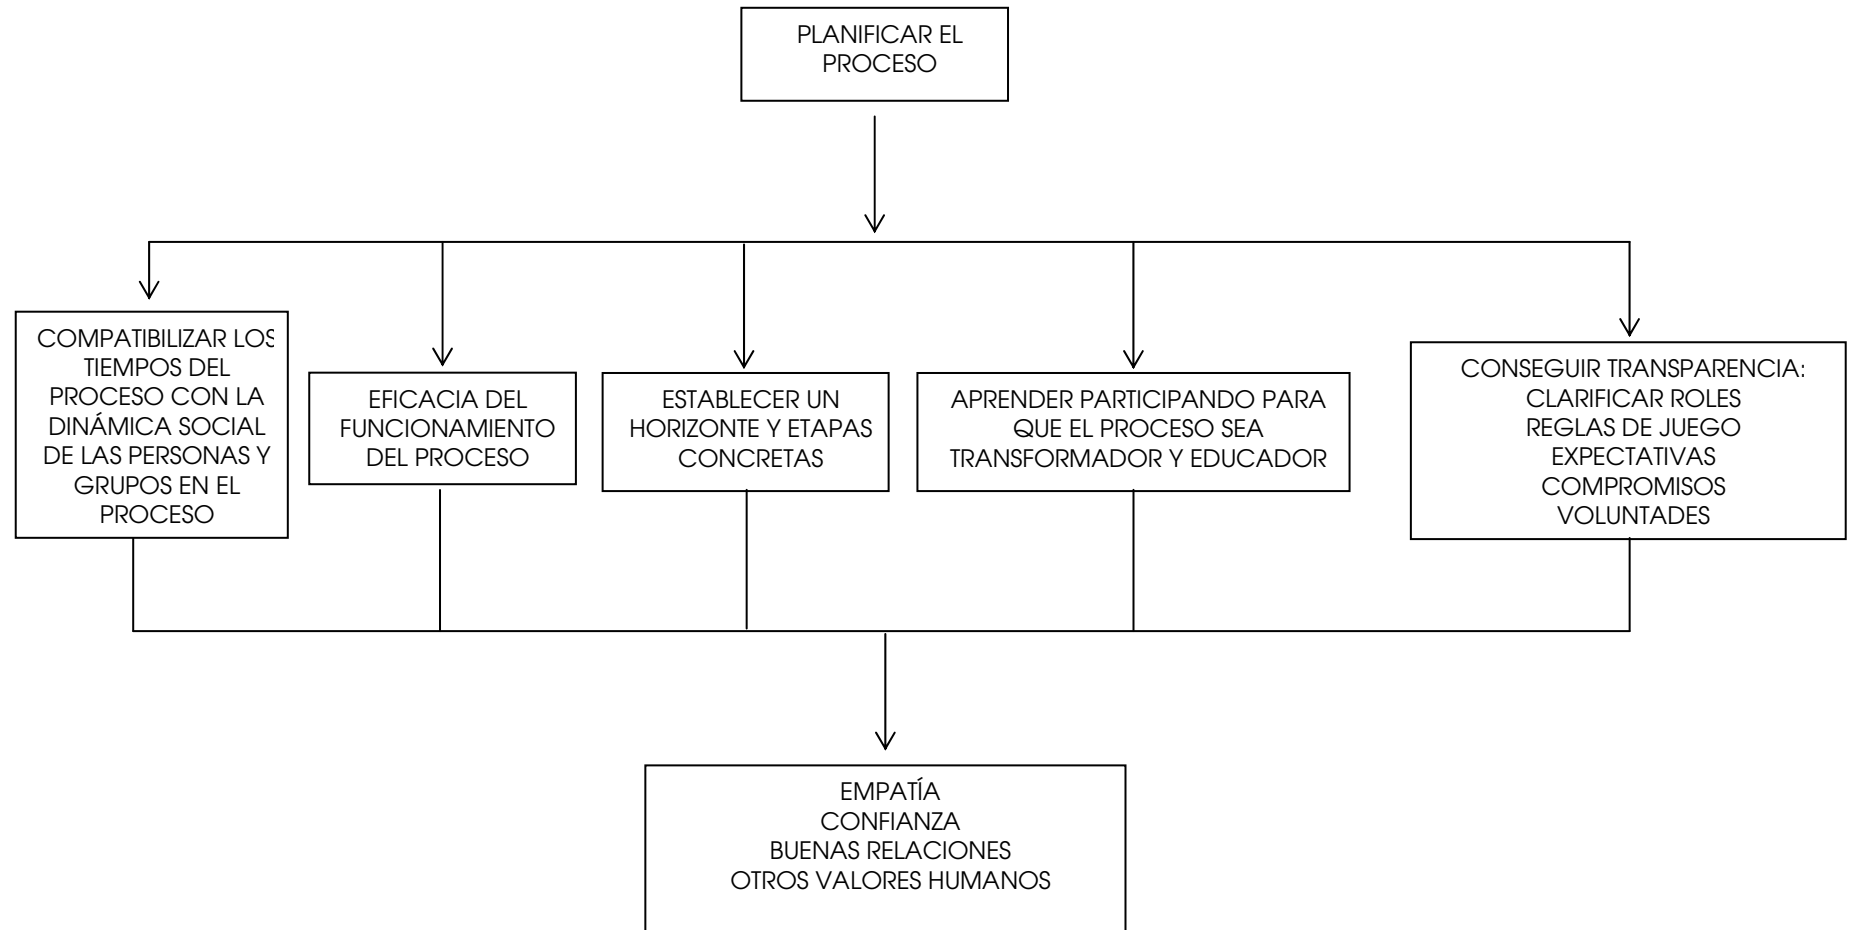 PLANIFICAR EL
PROCESO
COMPATIBILIZAR LOS
TIEMPOS DEL
PROCESO CON LA
DINÁMICA SOCIAL
DE LAS PERSONAS Y
GRUPOS EN EL
PROCESO
EFICACIA DEL
FUNCIONAMIENTO
DEL PROCESO
ESTABLECER UN
HORIZONTE Y ETAPAS
CONCRETAS
APRENDER PARTICIPANDO PARA
QUE EL PROCESO SEA
TRANSFORMADOR Y EDUCADOR
CONSEGUIR TRANSPARENCIA:
CLARIFICAR ROLES
REGLAS DE JUEGO
EXPECTATIVAS
COMPROMISOS
VOLUNTADES
EMPATÍA
CONFIANZA
BUENAS RELACIONES
OTROS VALORES HUMANOS